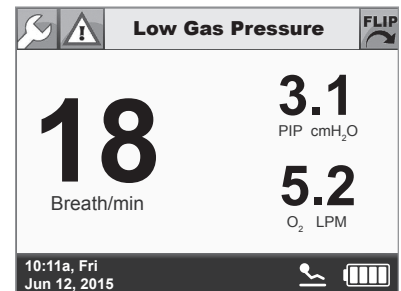 Low Gas Pressure
FLIP
18
Breath/min
3.1
PIP cmH₂O
5.2
O₂ LPM
10:11a, Fri
Jun 12, 2015